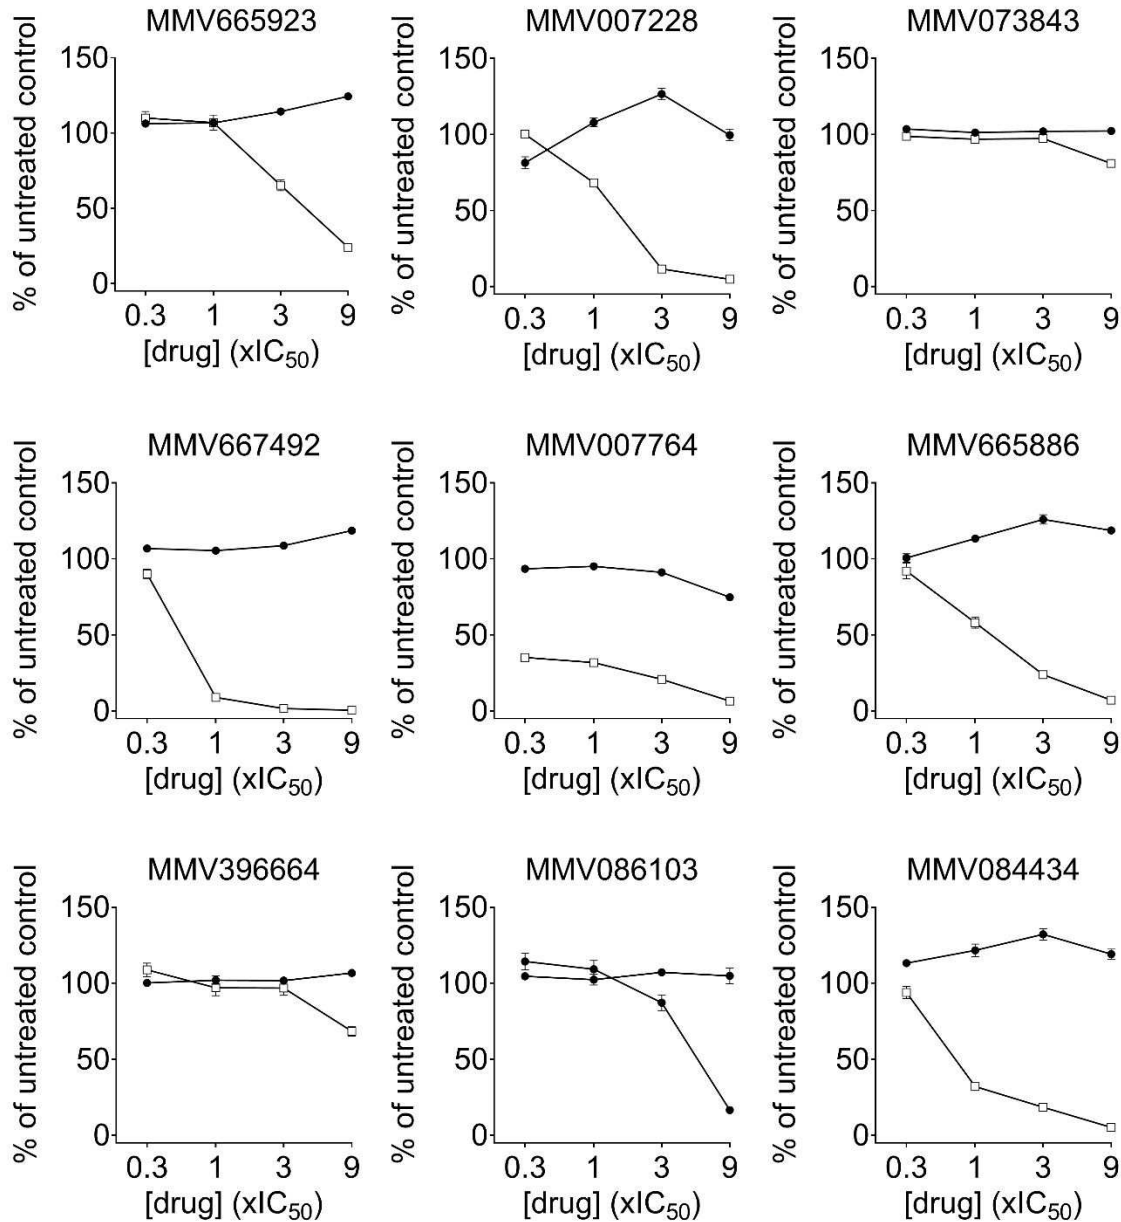 MMV665923
% of untreated control
150
100
50
0
0.3 1 3 9
[drug] (xIC50)
MMV007228
% of untreated control
150
100
50
0
0.3 1 3 9
[drug] (xIC50)
MMV073843
% of untreated control
150
100
50
0
0.3 1 3 9
[drug] (xIC50)
MMV667492
% of untreated control
150
100
50
0
0.3 1 3 9
[drug] (xIC50)
MMV007764
% of untreated control
150
100
50
0
0.3 1 3 9
[drug] (xIC50)
MMV665886
% of untreated control
150
100
50
0
0.3 1 3 9
[drug] (xIC50)
MMV396664
% of untreated control
150
100
50
0
0.3 1 3 9
[drug] (xIC50)
MMV086103
% of untreated control
150
100
50
0
0.3 1 3 9
[drug] (xIC50)
MMV084434
% of untreated control
150
100
50
0
0.3 1 3 9
[drug] (xIC50)